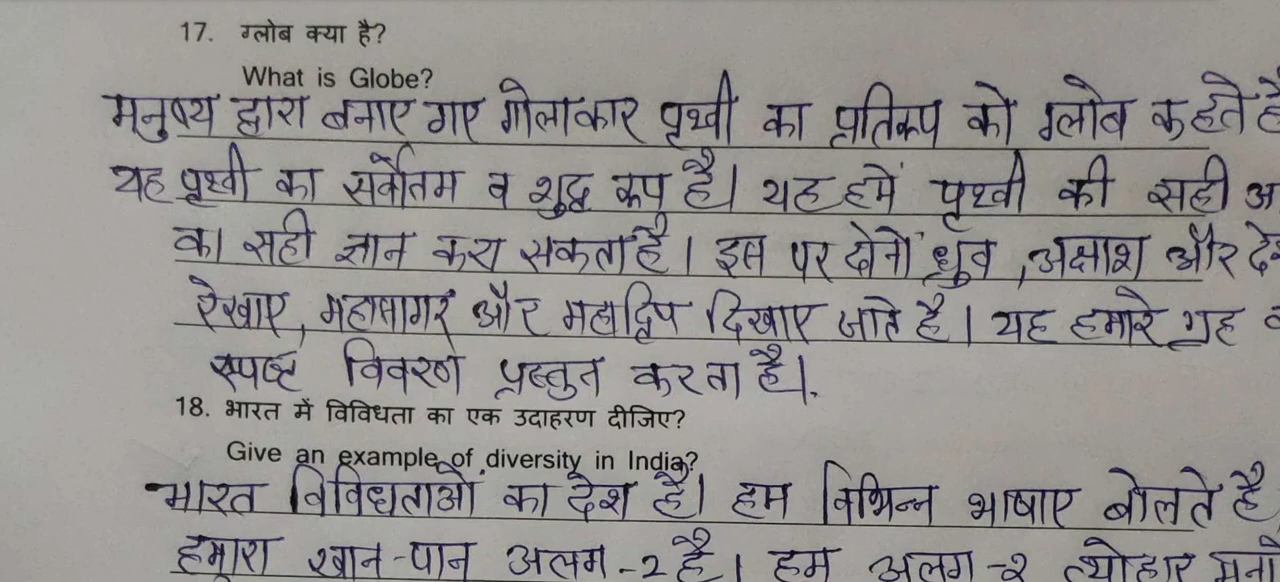 17. ग्लोब क्या है?
What is Globe?
मनुष्य द्वारा बनाए गए गोलाकार पृथ्वी का प्रतिरूप को ग्लोब कहते है
यह पृथ्वी का सर्वोतम व शुद्ध रूप है। यह हमें पृथ्वी की सही
का सही ज्ञान करा सकता है। इस पर दोनों ध्रुव, अक्षाश और
रेखाए, महासागर और महाद्विप दिखाए जाते है। यह हमारे ग्रह
स्पष्ट विवरण प्रस्तुत करता है।
18. भारत में विविधता का एक उदाहरण दीजिए?
Give an example of diversity in India?
भारत विविधताओं का देश है। हम विभिन्न भाषाए बोलते है
हमारा खान-पान अलग-2 है। हम अलग-2 त्योहार